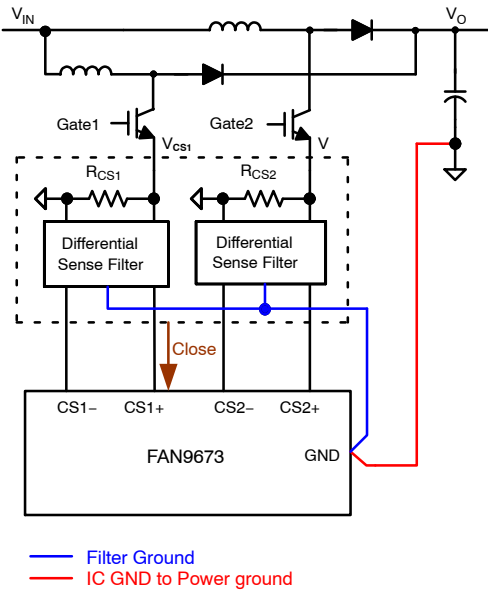 VIN
VO
Gate1
Gate2
VCS1
V
RCS1
RCS2
Differential
Sense Filter
Differential
Sense Filter
Close
CS1−
CS1+
CS2−
CS2+
FAN9673
GND
Filter Ground
IC GND to Power ground